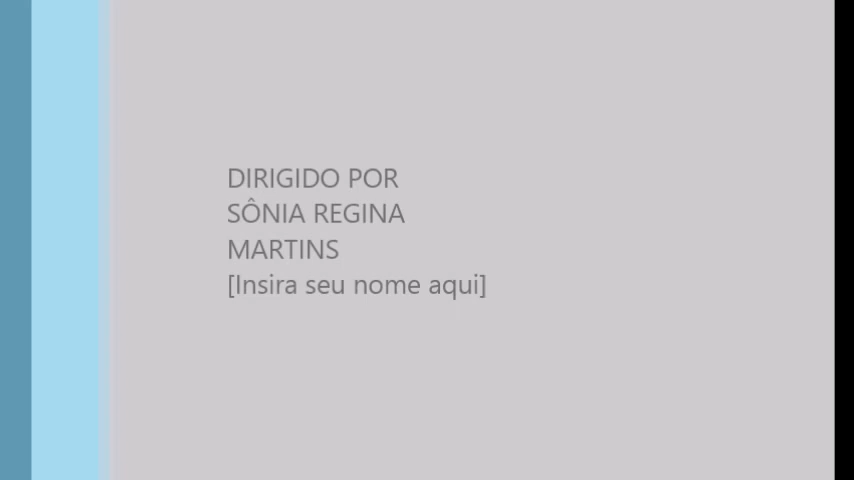 DIRIGIDO POR
SÔNIA REGINA
MARTINS
[Insira seu nome aqui]